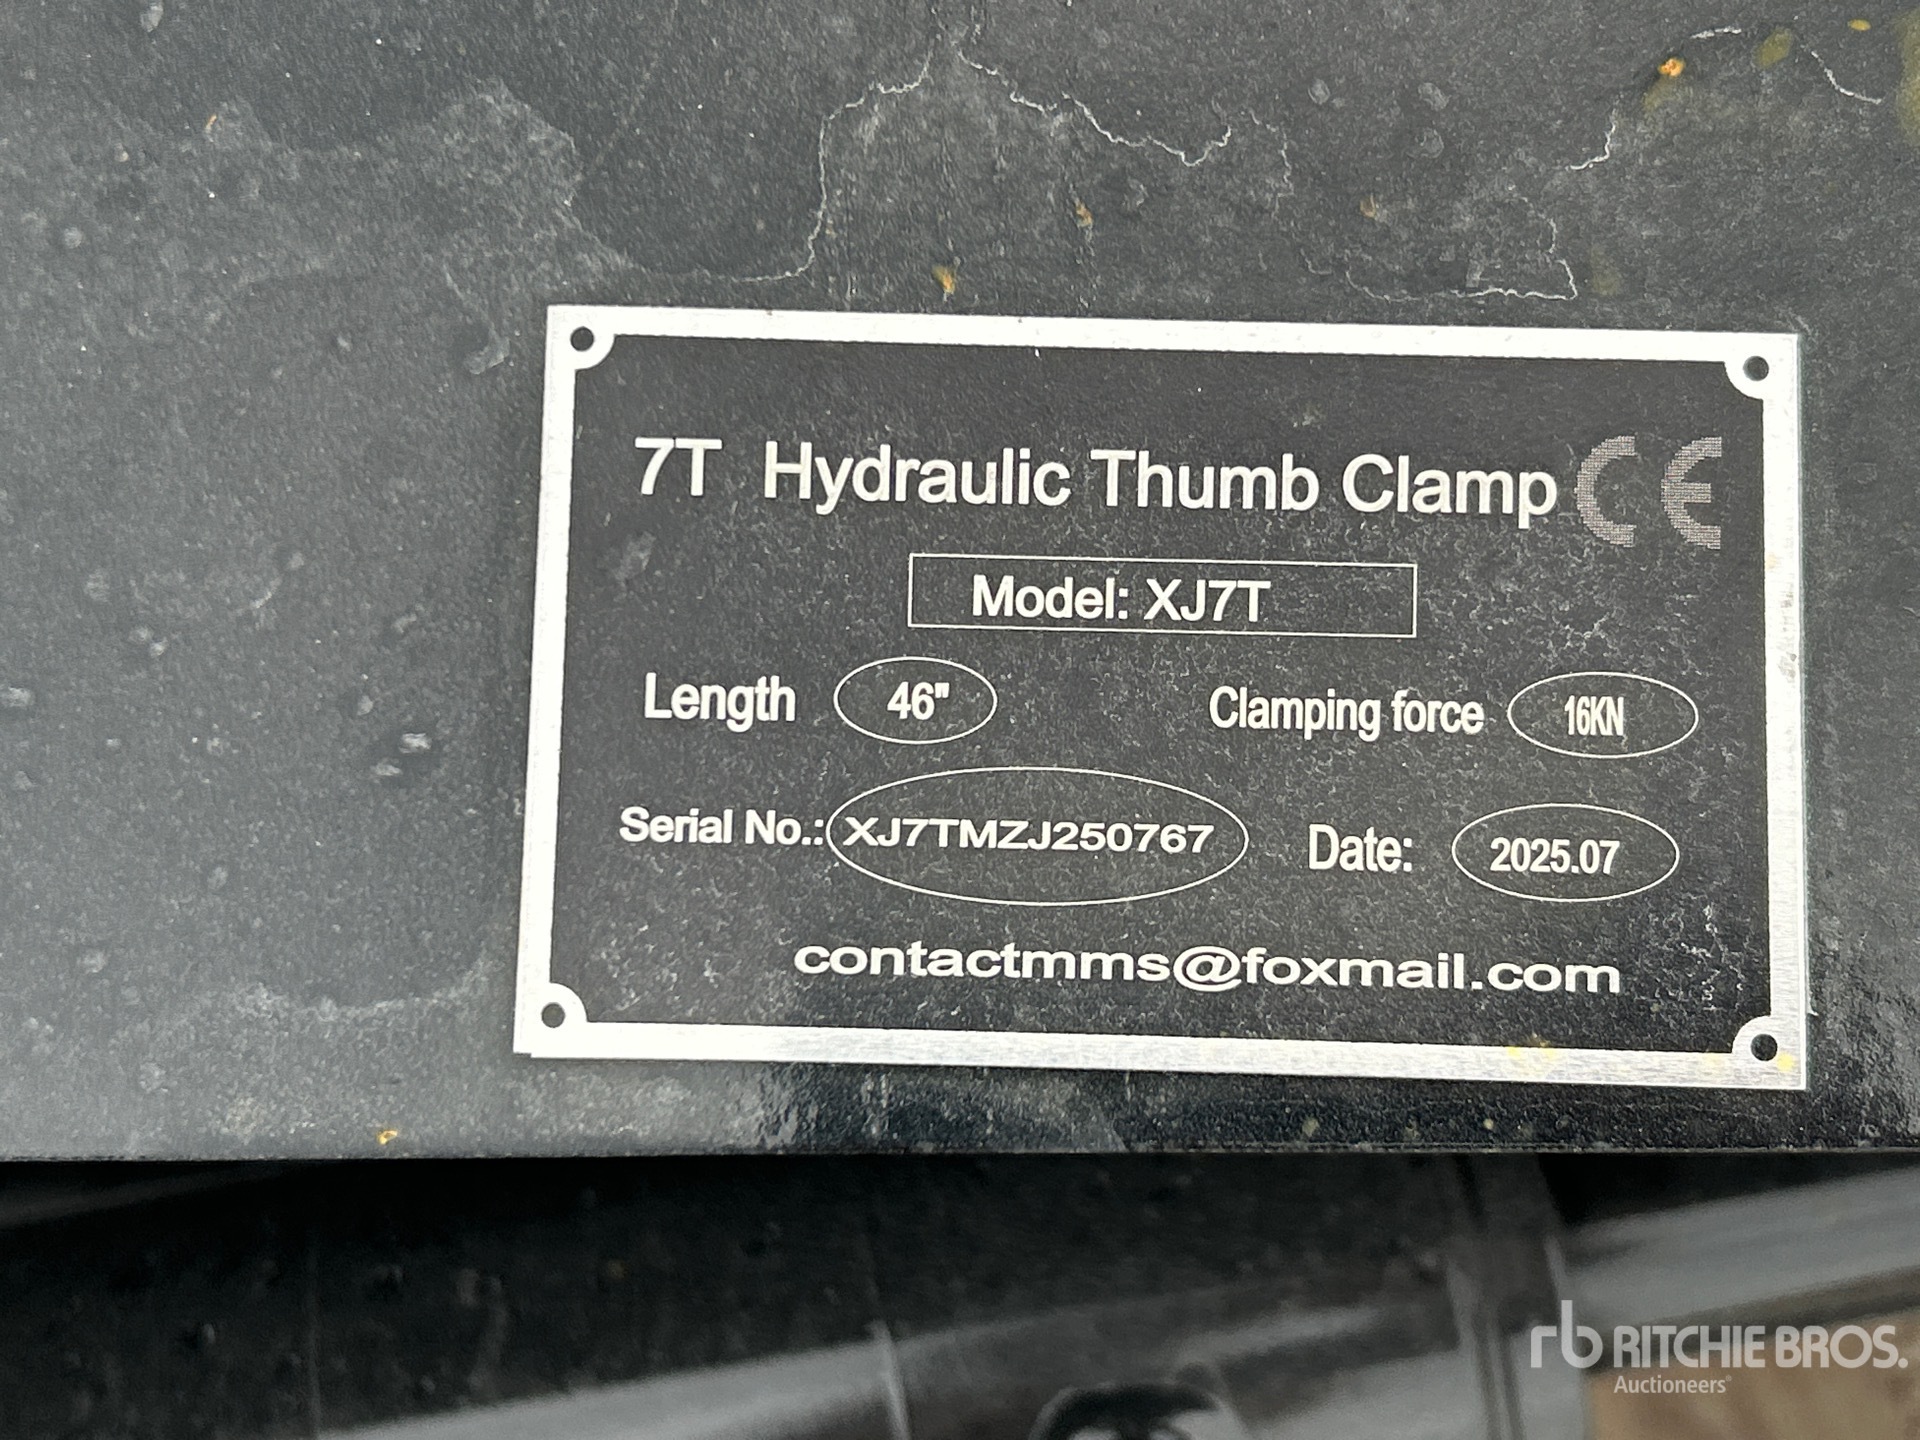 7T Hydraulic Thumb Clamp CE
Model: XJ7T
Length 46" Clamping force 16KN
Serial No.: XJ7TMZJ250767 Date: 2025.07
contactmms@foxmail.com
rb RITCHIE BROS.
Auctioneers